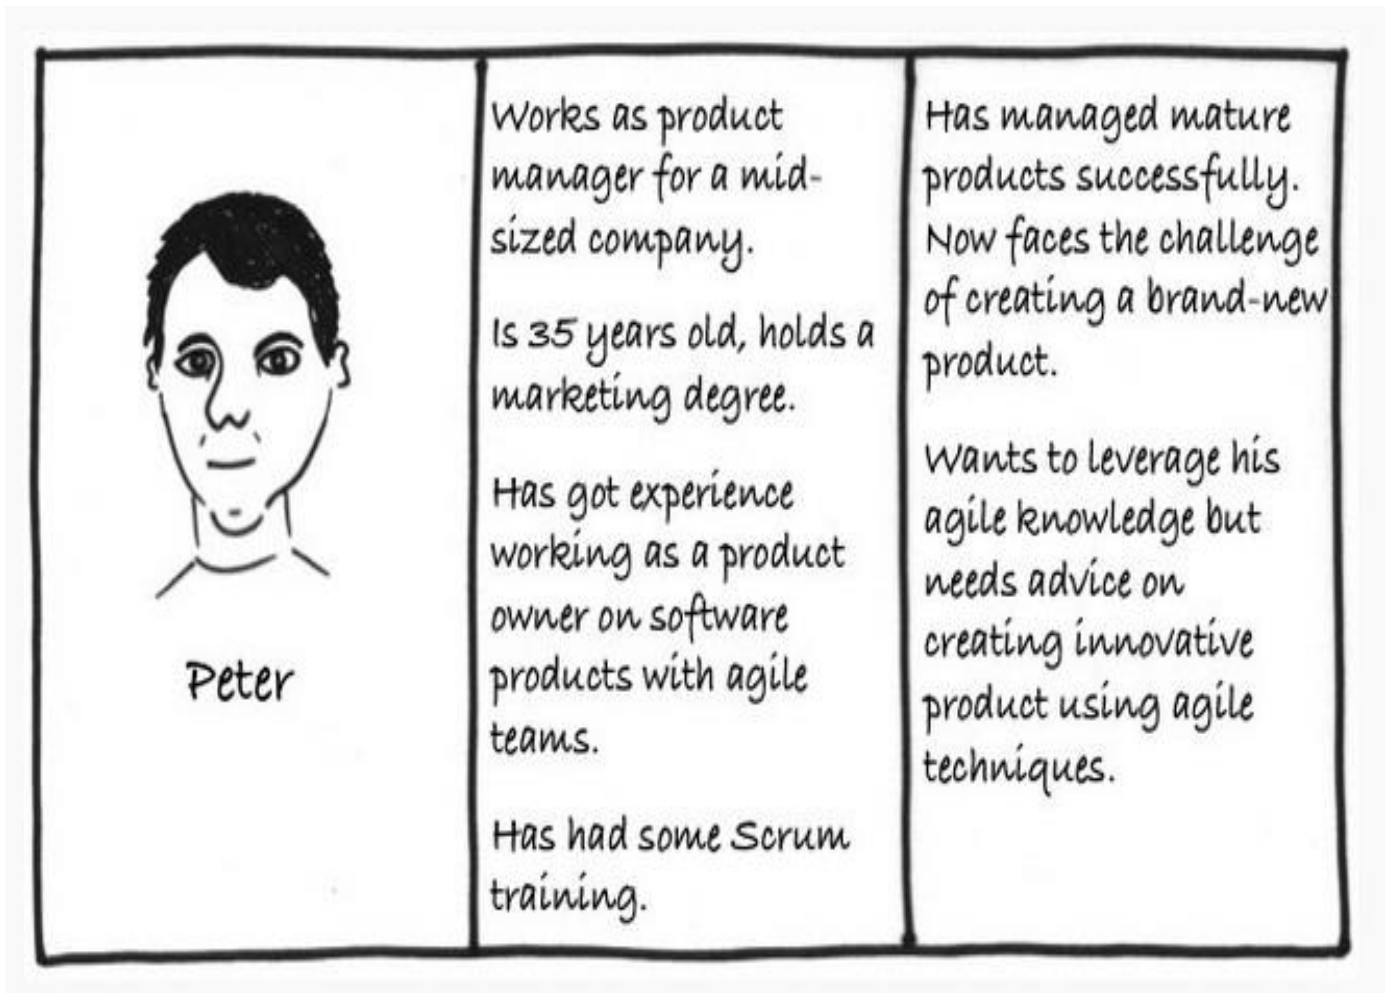 Peter
Works as product
manager for a mid-
sized company.
Is 35 years old, holds a
marketing degree.
Has got experience
working as a product
owner on software
products with agile
teams.
Has had some Scrum
training.
Has managed mature
products successfully.
Now faces the challenge
of creating a brand-new
product.
Wants to leverage his
agile knowledge but
needs advice on
creating innovative
product using agile
techniques.